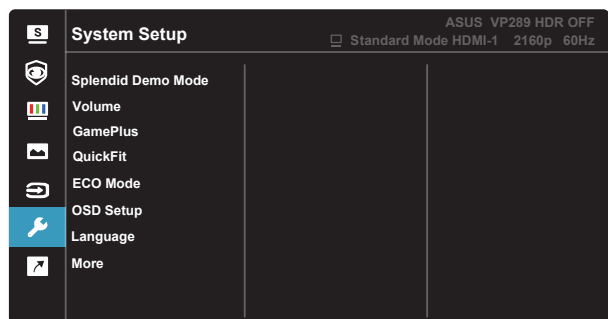 S
System Setup
ASUS VP289 HDR OFF
Standard Mode HDMI-1 2160p 60Hz
Splendid Demo Mode
Volume
GamePlus
QuickFit
ECO Mode
OSD Setup
Language
More